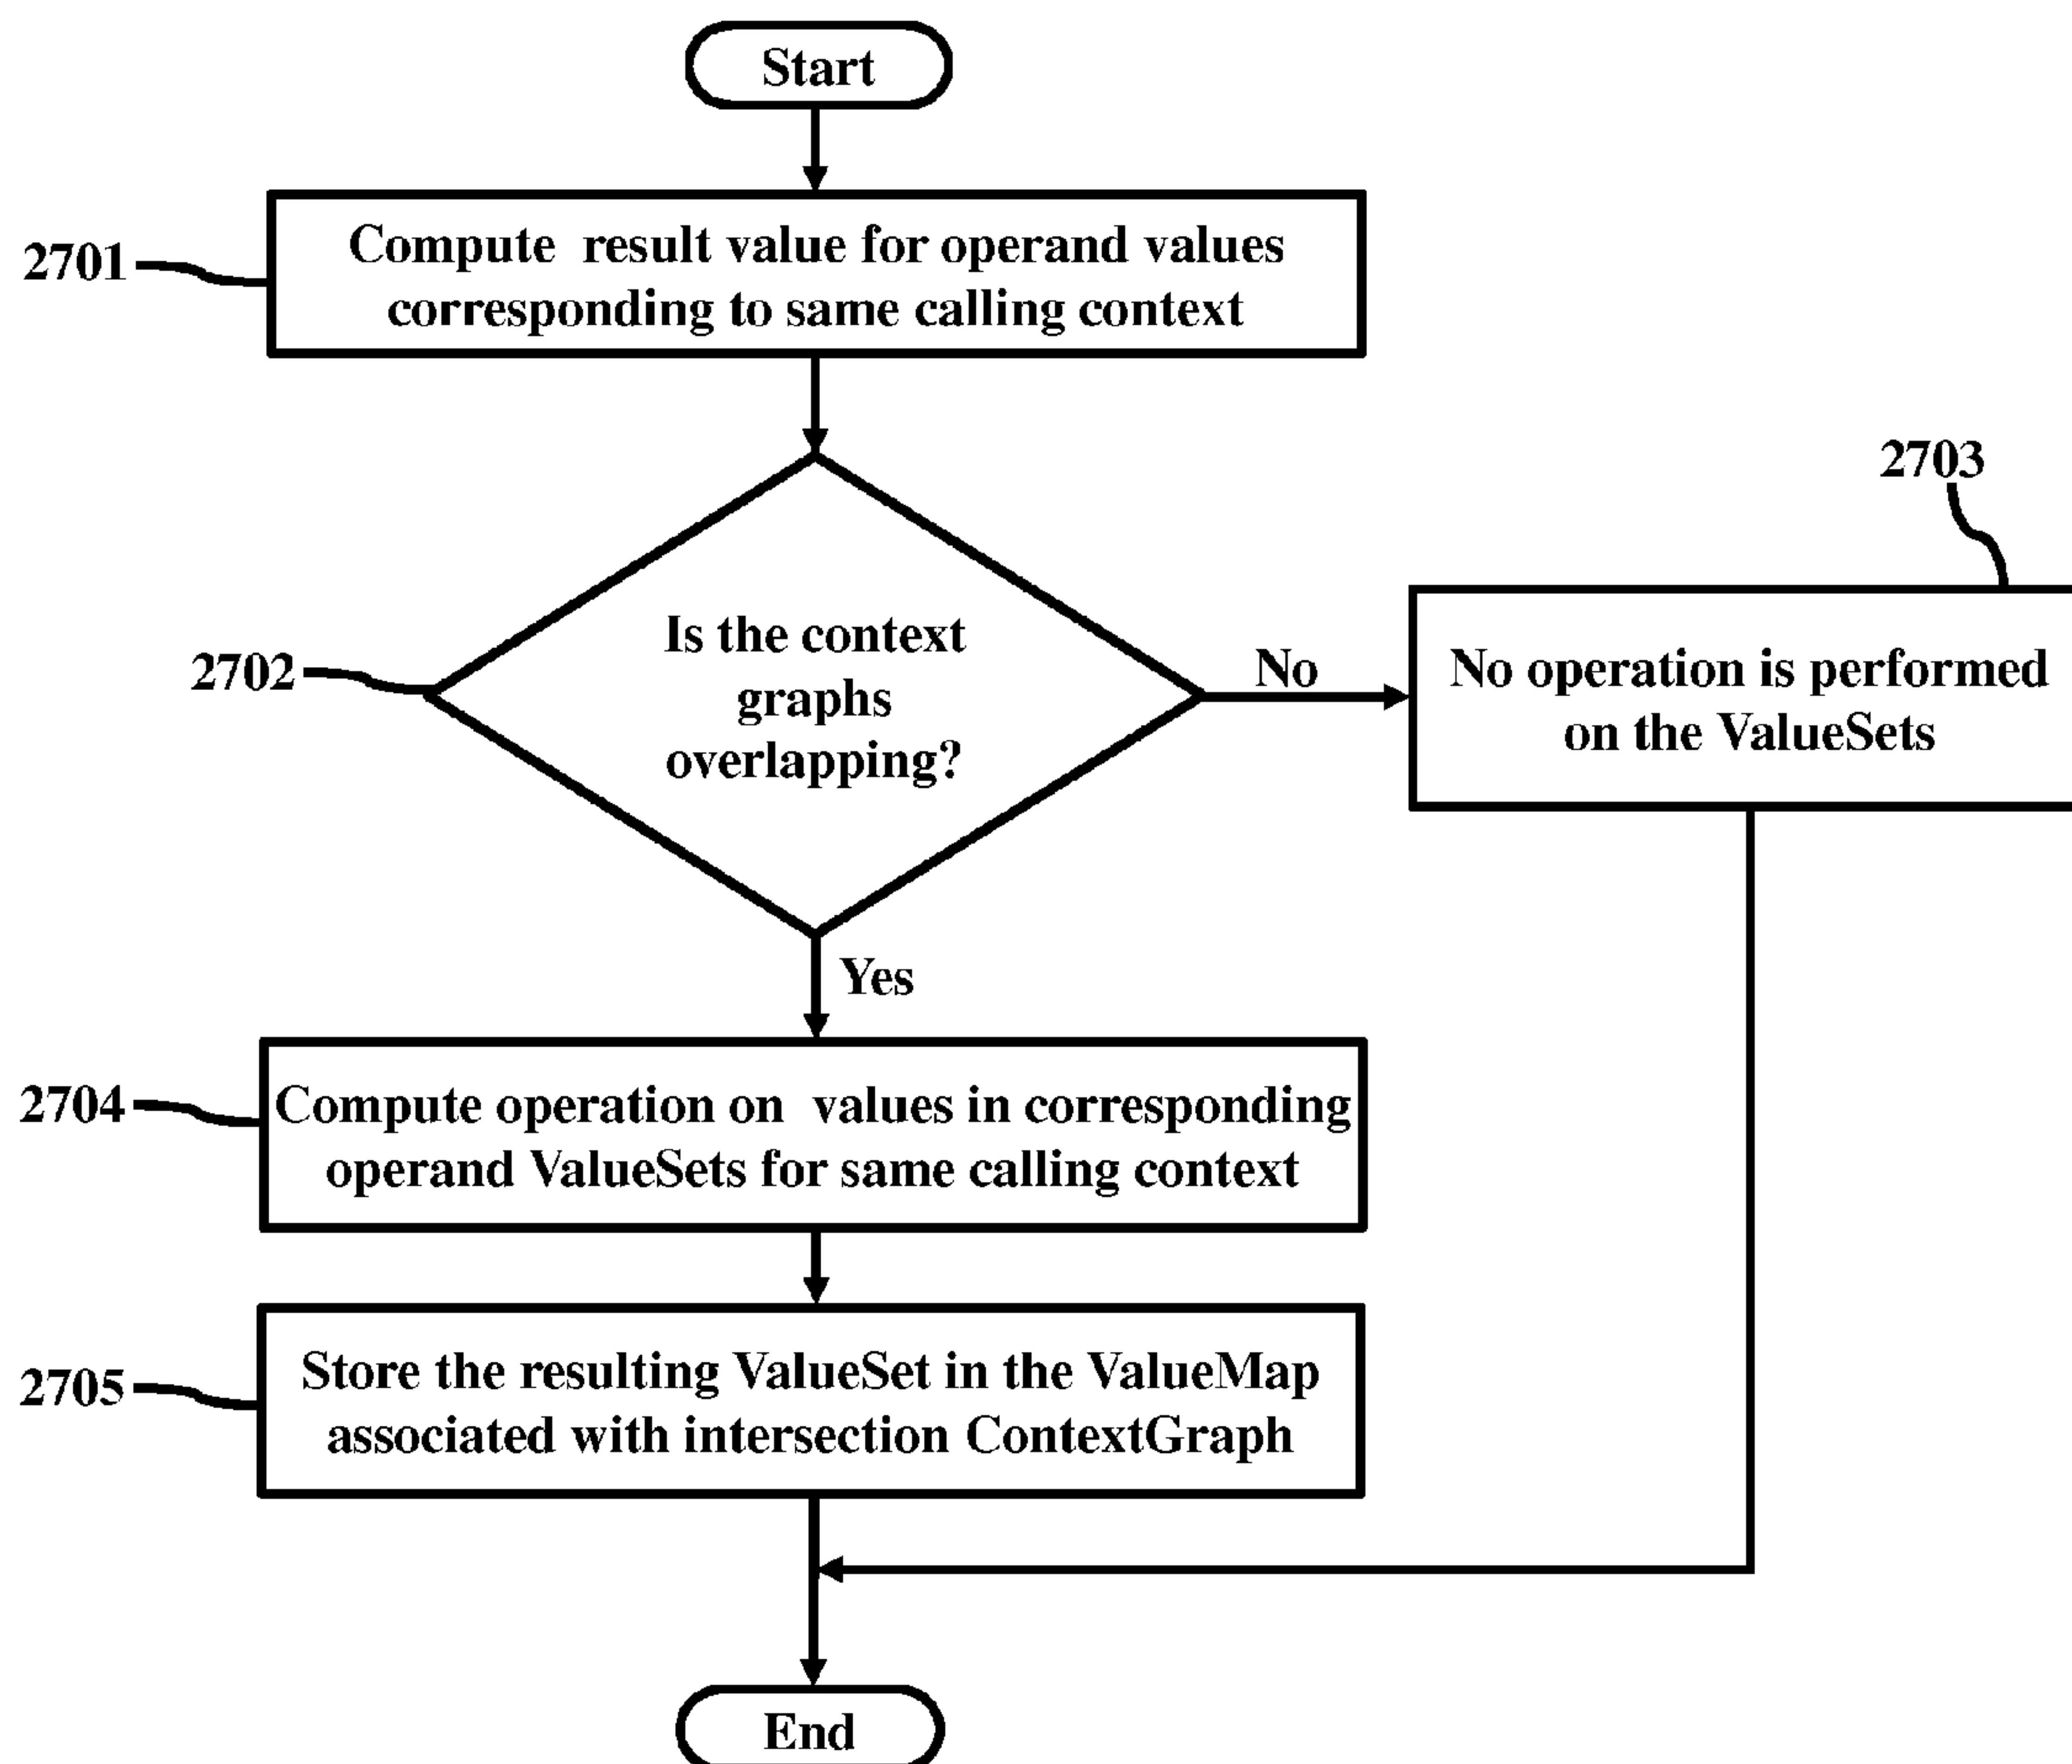 Start
2701
Compute result value for operand values
corresponding to same calling context
2702
Is the context
graphs
overlapping?
No
2703
No operation is performed
on the ValueSets
Yes
2704
Compute operation on values in corresponding
operand ValueSets for same calling context
2705
Store the resulting ValueSet in the ValueMap
associated with intersection ContextGraph
End